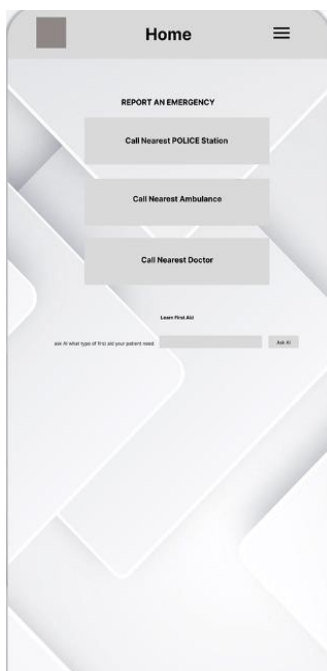 Home
REPORT AN EMERGENCY
Call Nearest POLICE Station
Call Nearest Ambulance
Call Nearest Doctor
Learn First Aid
ask AI what type of first aid your patient need
Ask AI